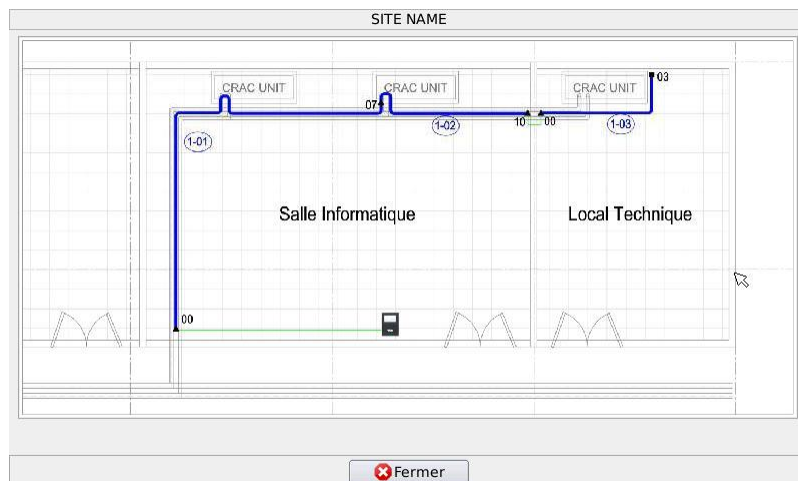 SITE NAME
CRAC UNIT
CRAC UNIT
CRAC UNIT
03
07
10
00
1-02
1-03
1-01
Salle Informatique
Local Technique
00
Fermer